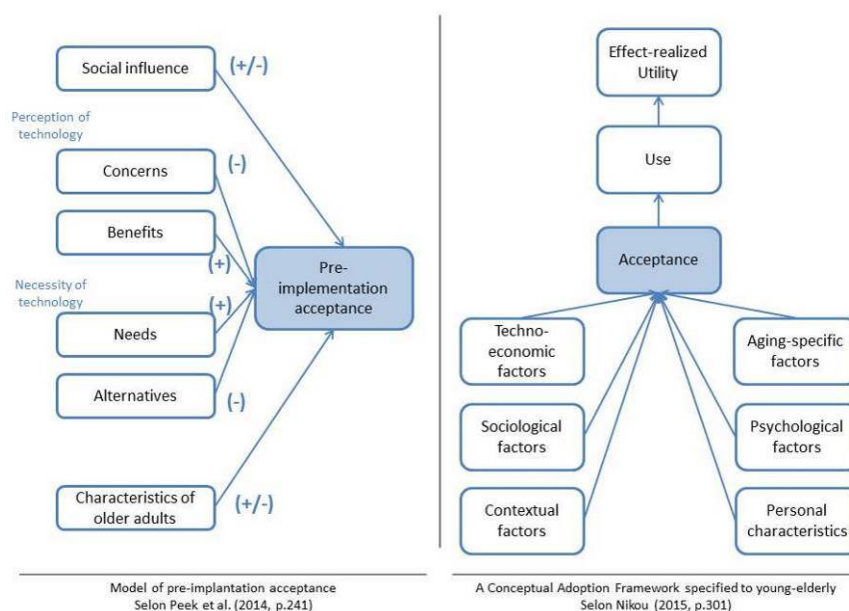 Social influence
(+/-)
Perception of
technology
Concerns
(-)
Benefits
(+)
Pre-
implementation
acceptance
Necessity of
technology
(+)
Needs
Alternatives
(-)
Characteristics of
older adults
(+/-)
Model of pre-implantation acceptance
Selon Peek et al. (2014, p.241)
Effect-realized
Utility
Use
Acceptance
Techno-
economic
factors
Aging-specific
factors
Sociological
factors
Psychological
factors
Contextual
factors
Personal
characteristics
A Conceptual Adoption Framework specified to young-elderly
Selon Nikou (2015, p.301)